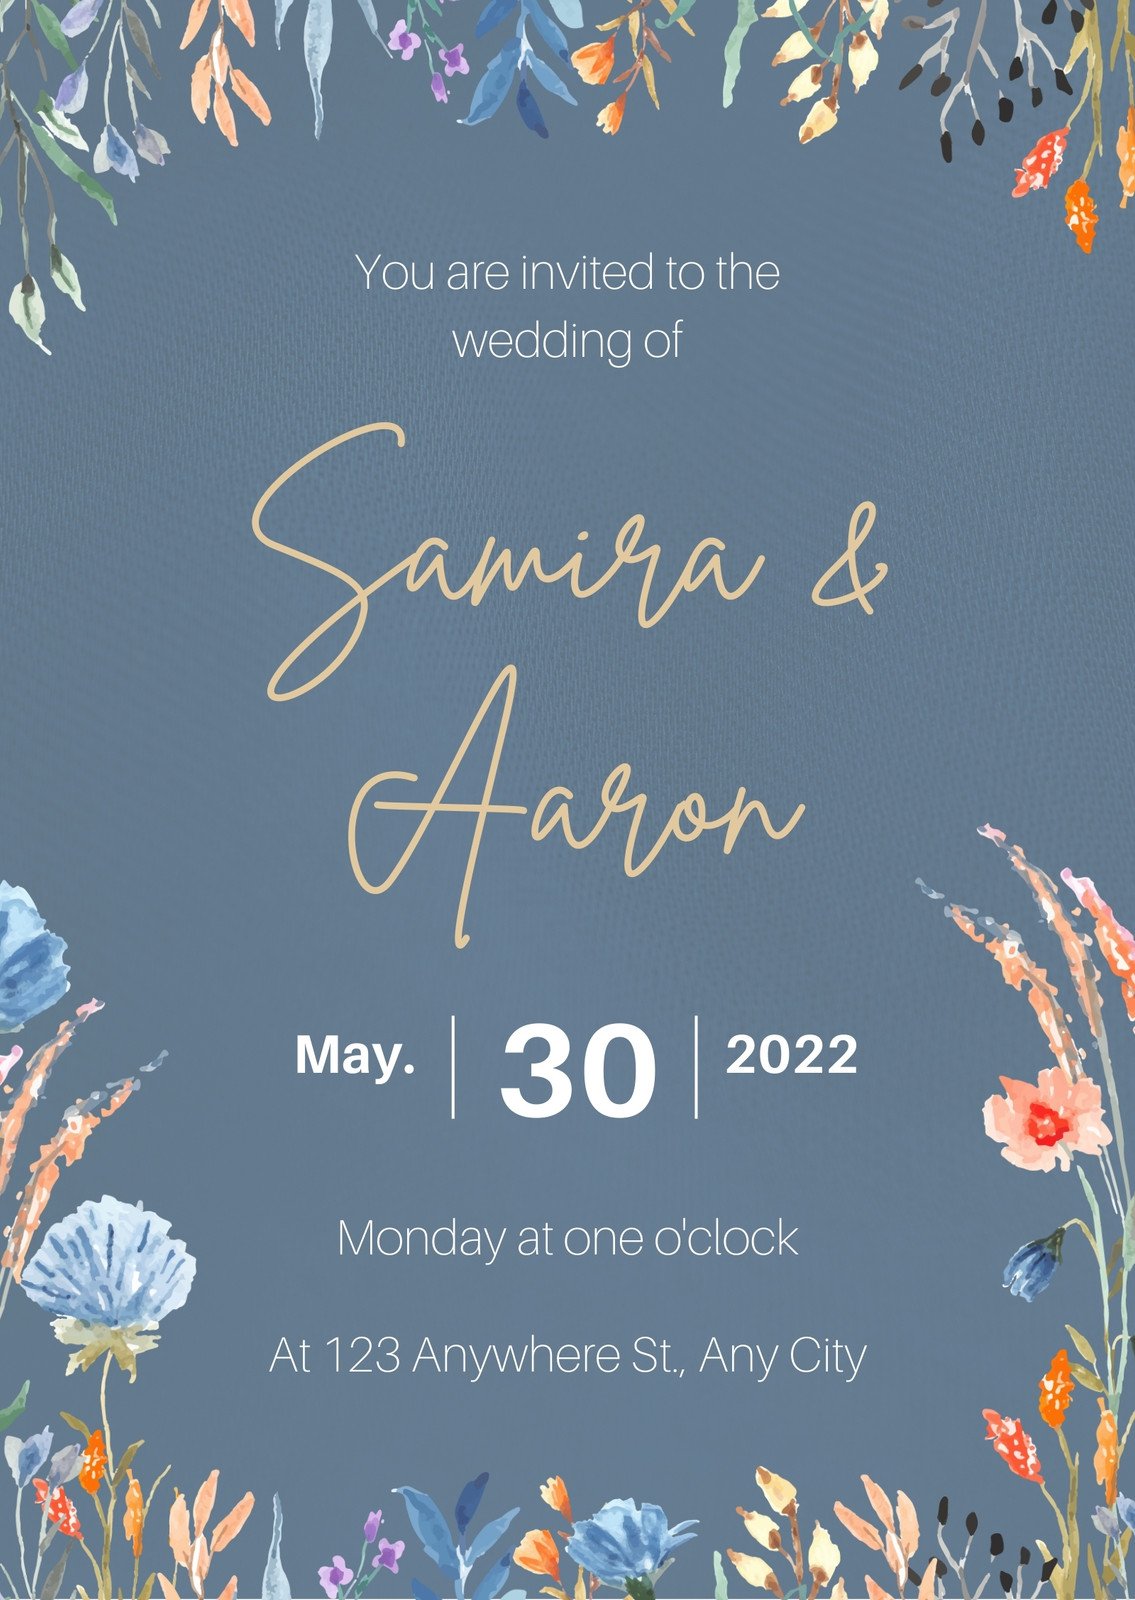 You are invited to the
wedding of
Samira &
Aaron
May. 30 2022
Monday at one o'clock
At 123 Anywhere St., Any City